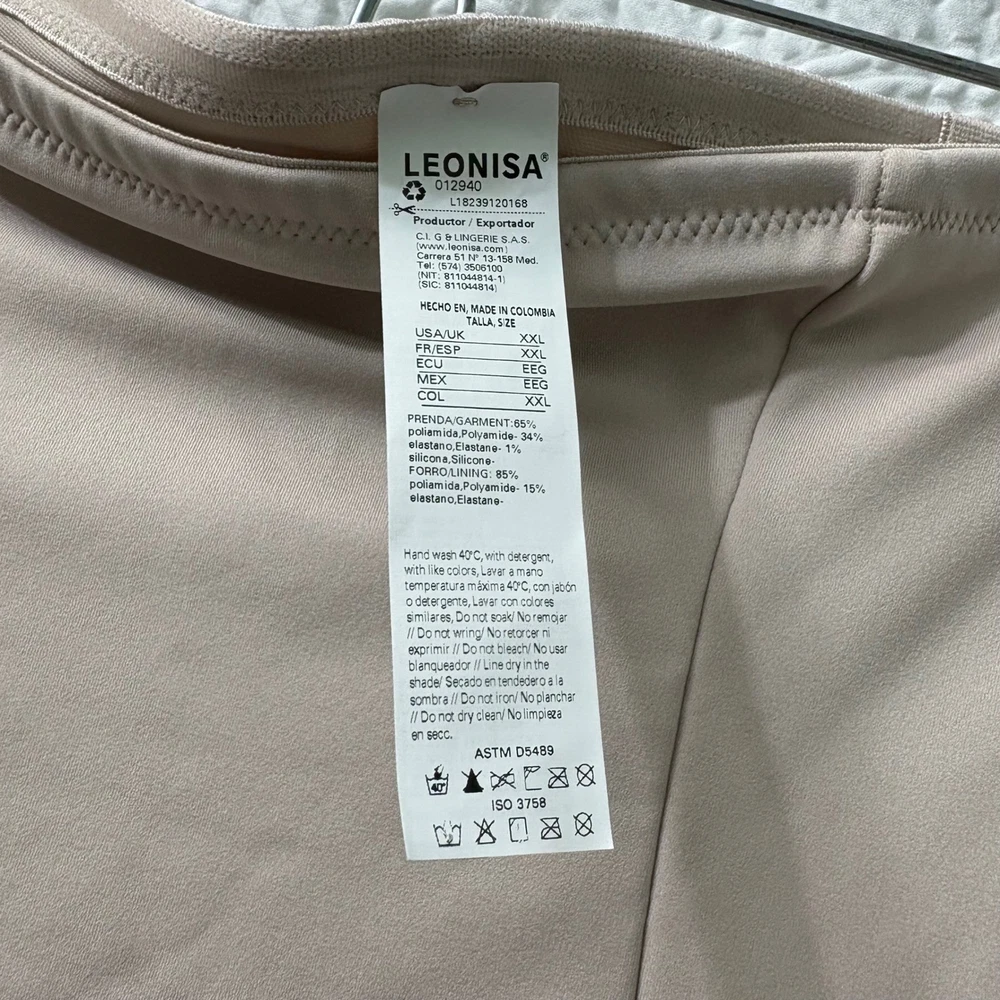 LEONISA®
012940
L18239120168
Productor / Exportador
C.I. G & LINGERIE S.A.S.
(www.leonisa.com)
Carrera 51 N° 13-158 Med.
Tel: (574) 3506100
(NIT: 811044814-1)
(SIC: 811044814)
HECHO EN, MADE IN COLOMBIA
TALLA, SIZE
USA/UK XXL
FR/ESP XXL
ECU EEG
MEX EEG
COL XXL
PRENDA/GARMENT:65%
poliamida,Polyamide- 34%
elastano,Elastane- 1%
silicona,Silicone-
FORRO/LINING: 85%
poliamida,Polyamide- 15%
elastano,Elastane-
Hand wash 40°C, with detergent,
with like colors, Lavar a mano
temperatura máxima 40°C, con jabón
o detergente, Lavar con colores
similares, Do not soak/ No remojar
// Do not wring/ No retorcer ni
exprimir // Do not bleach/ No usar
blanqueador // Line dry in the
shade/ Secado en tendedero a la
sombra // Do not iron/ No planchar
// Do not dry clean/ No limpieza
en secc.
ASTM D5489
40°
ISO 3758